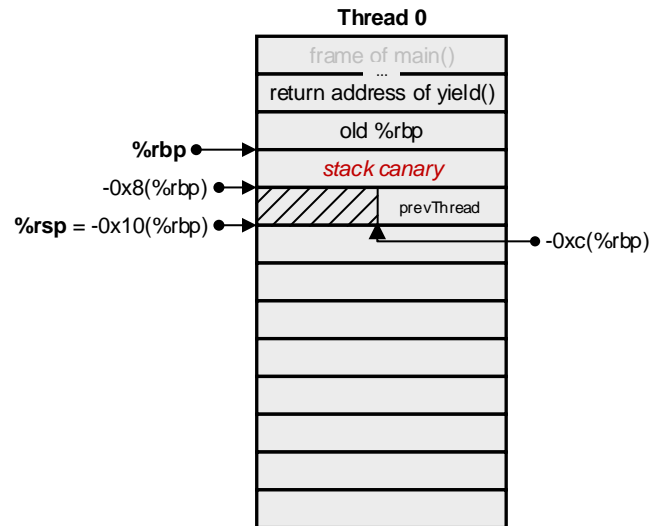 Thread 0
frame of main()
...
return address of yield()
old %rbp
%rbp
stack canary
-0x8(%rbp)
prevThread
%rsp = -0x10(%rbp)
-0xc(%rbp)